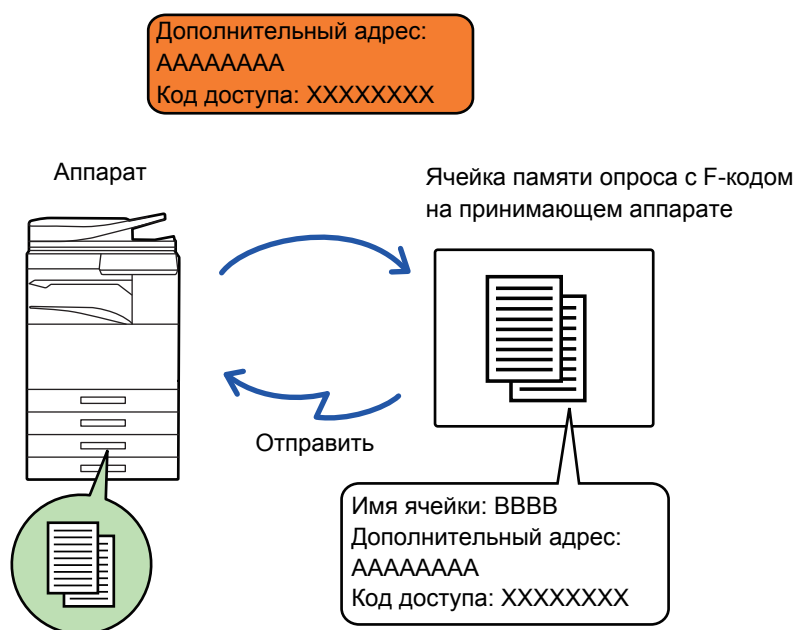 Дополнительный адрес:
AAAAAAAA
Код доступа: XXXXXXXX
Аппарат
Ячейка памяти опроса с F-кодом
на принимающем аппарате
Отправить
Имя ячейки: BBBB
Дополнительный адрес:
AAAAAAAA
Код доступа: XXXXXXXX